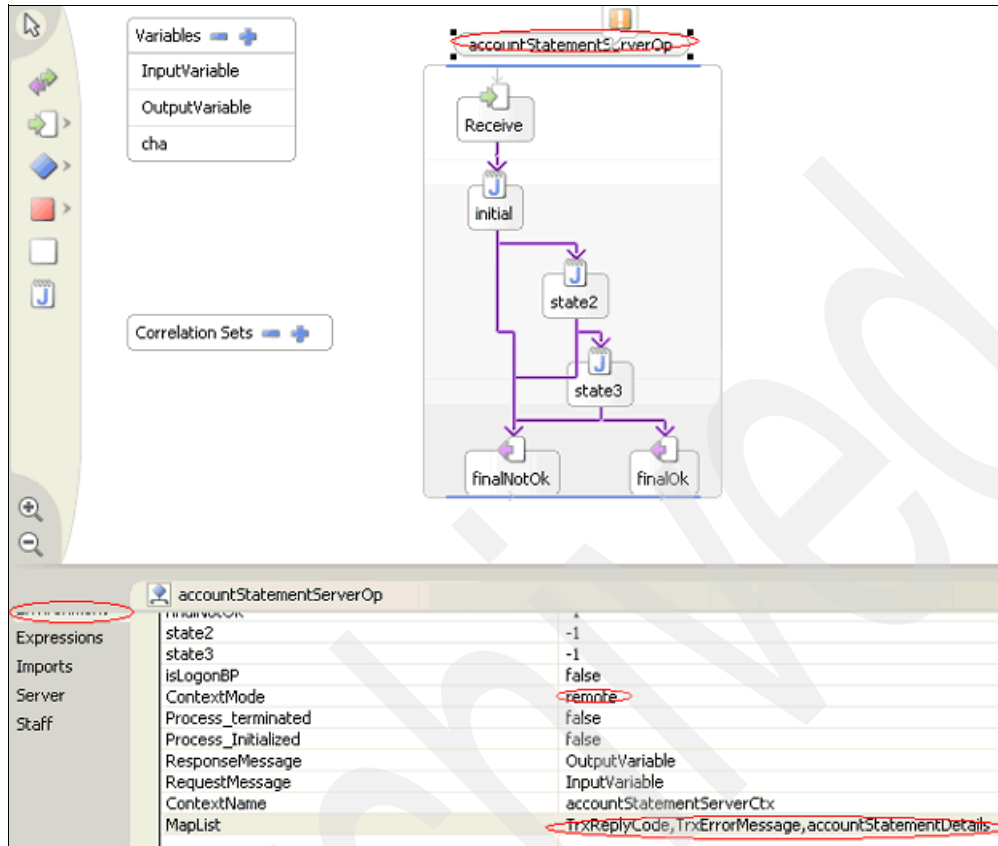 Variables
InputVariable
OutputVariable
cha
Correlation Sets
accountStatementServerOp
Receive
initial
state2
state3
finalNotOk
finalOk
accountStatementServerOp
Expressions
Imports
Server
Staff
finalNotOk -1
state2 -1
state3 -1
isLogonBP false
ContextMode remote
Process_terminated false
Process_Initialized false
ResponseMessage OutputVariable
RequestMessage InputVariable
ContextName accountStatementServerCtx
MapList TrxReplyCode,TrxErrorMessage,accountStatementDetails